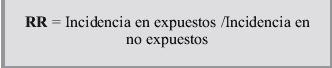 RR = Incidencia en expuestos /Incidencia en
no expuestos